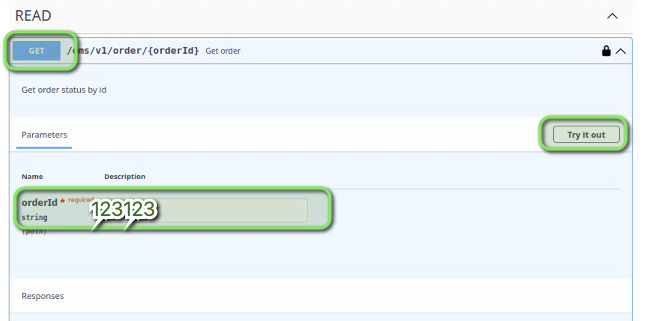 READ
GET /oms/v1/order/{orderId} Get order
Get order status by id
Parameters
Try it out
Name Description
orderId * required
123123
string
(path)
Responses